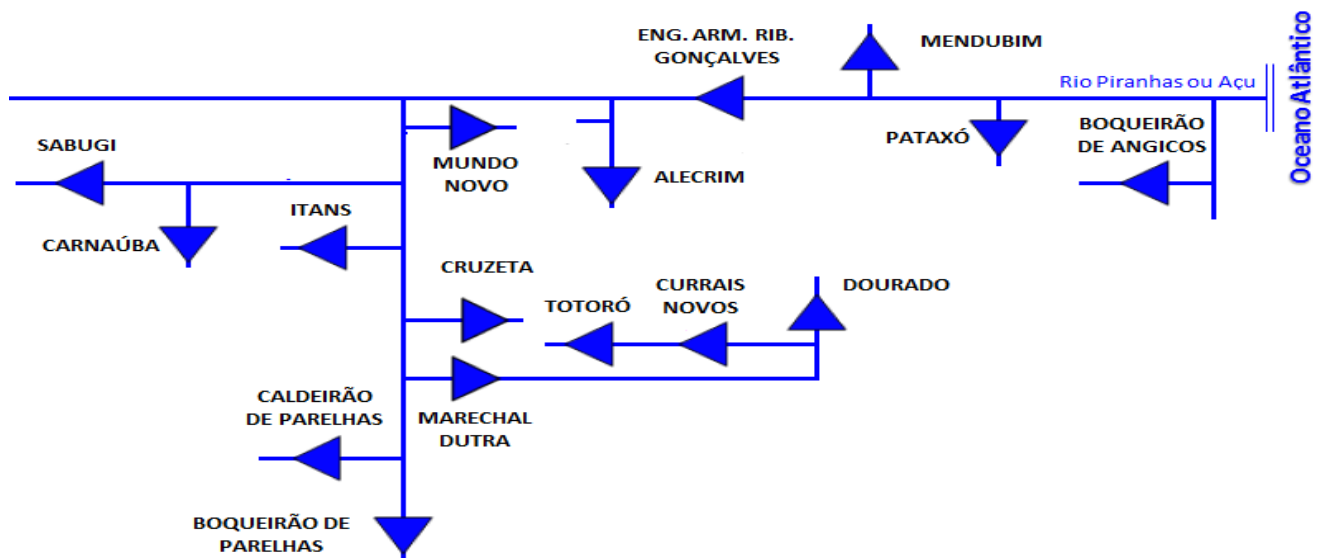 ENG. ARM. RIB.
GONÇALVES
MENDUBIM
Rio Piranhas ou Açu
Oceano Atlântico
SABUGI
MUNDO
NOVO
ALECRIM
PATAXÓ
BOQUEIRÃO
DE ANGICOS
CARNAÚBA
ITANS
CRUZETA
TOTORÓ
CURRAIS
NOVOS
DOURADO
CALDEIRÃO
DE PARELHAS
MARECHAL
DUTRA
BOQUEIRÃO DE
PARELHAS